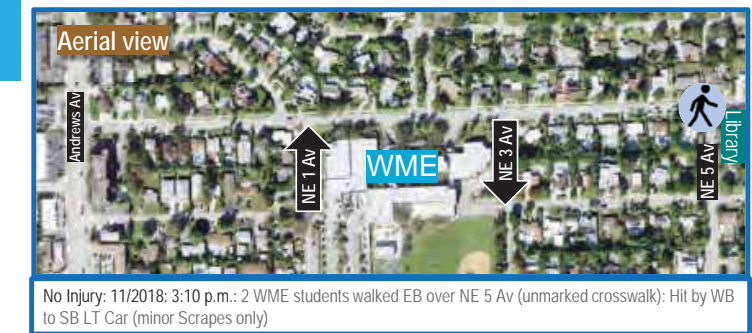 Aerial view
Andrews Av
NE 1 Av
WME
NE 3 Av
NE 5 Av
Library
No Injury: 11/2018: 3:10 p.m.: 2 WME students walked EB over NE 5 Av (unmarked crosswalk): Hit by WB
to SB LT Car (minor Scrapes only)